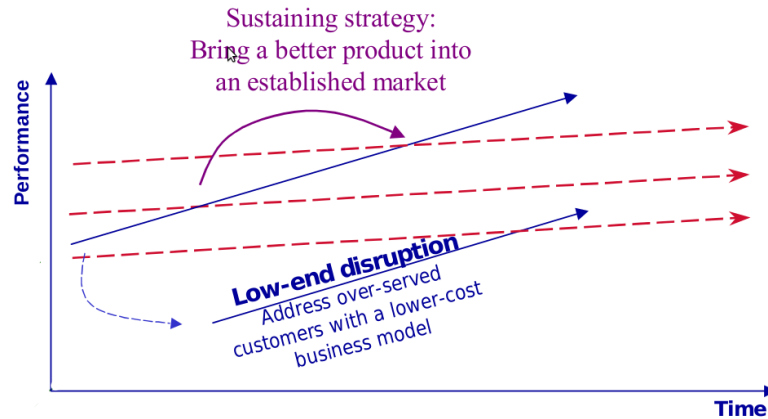 Sustaining strategy:
Bring a better product into
an established market
Performance
Low-end disruption
Address over-served
customers with a lower-cost
business model
Time